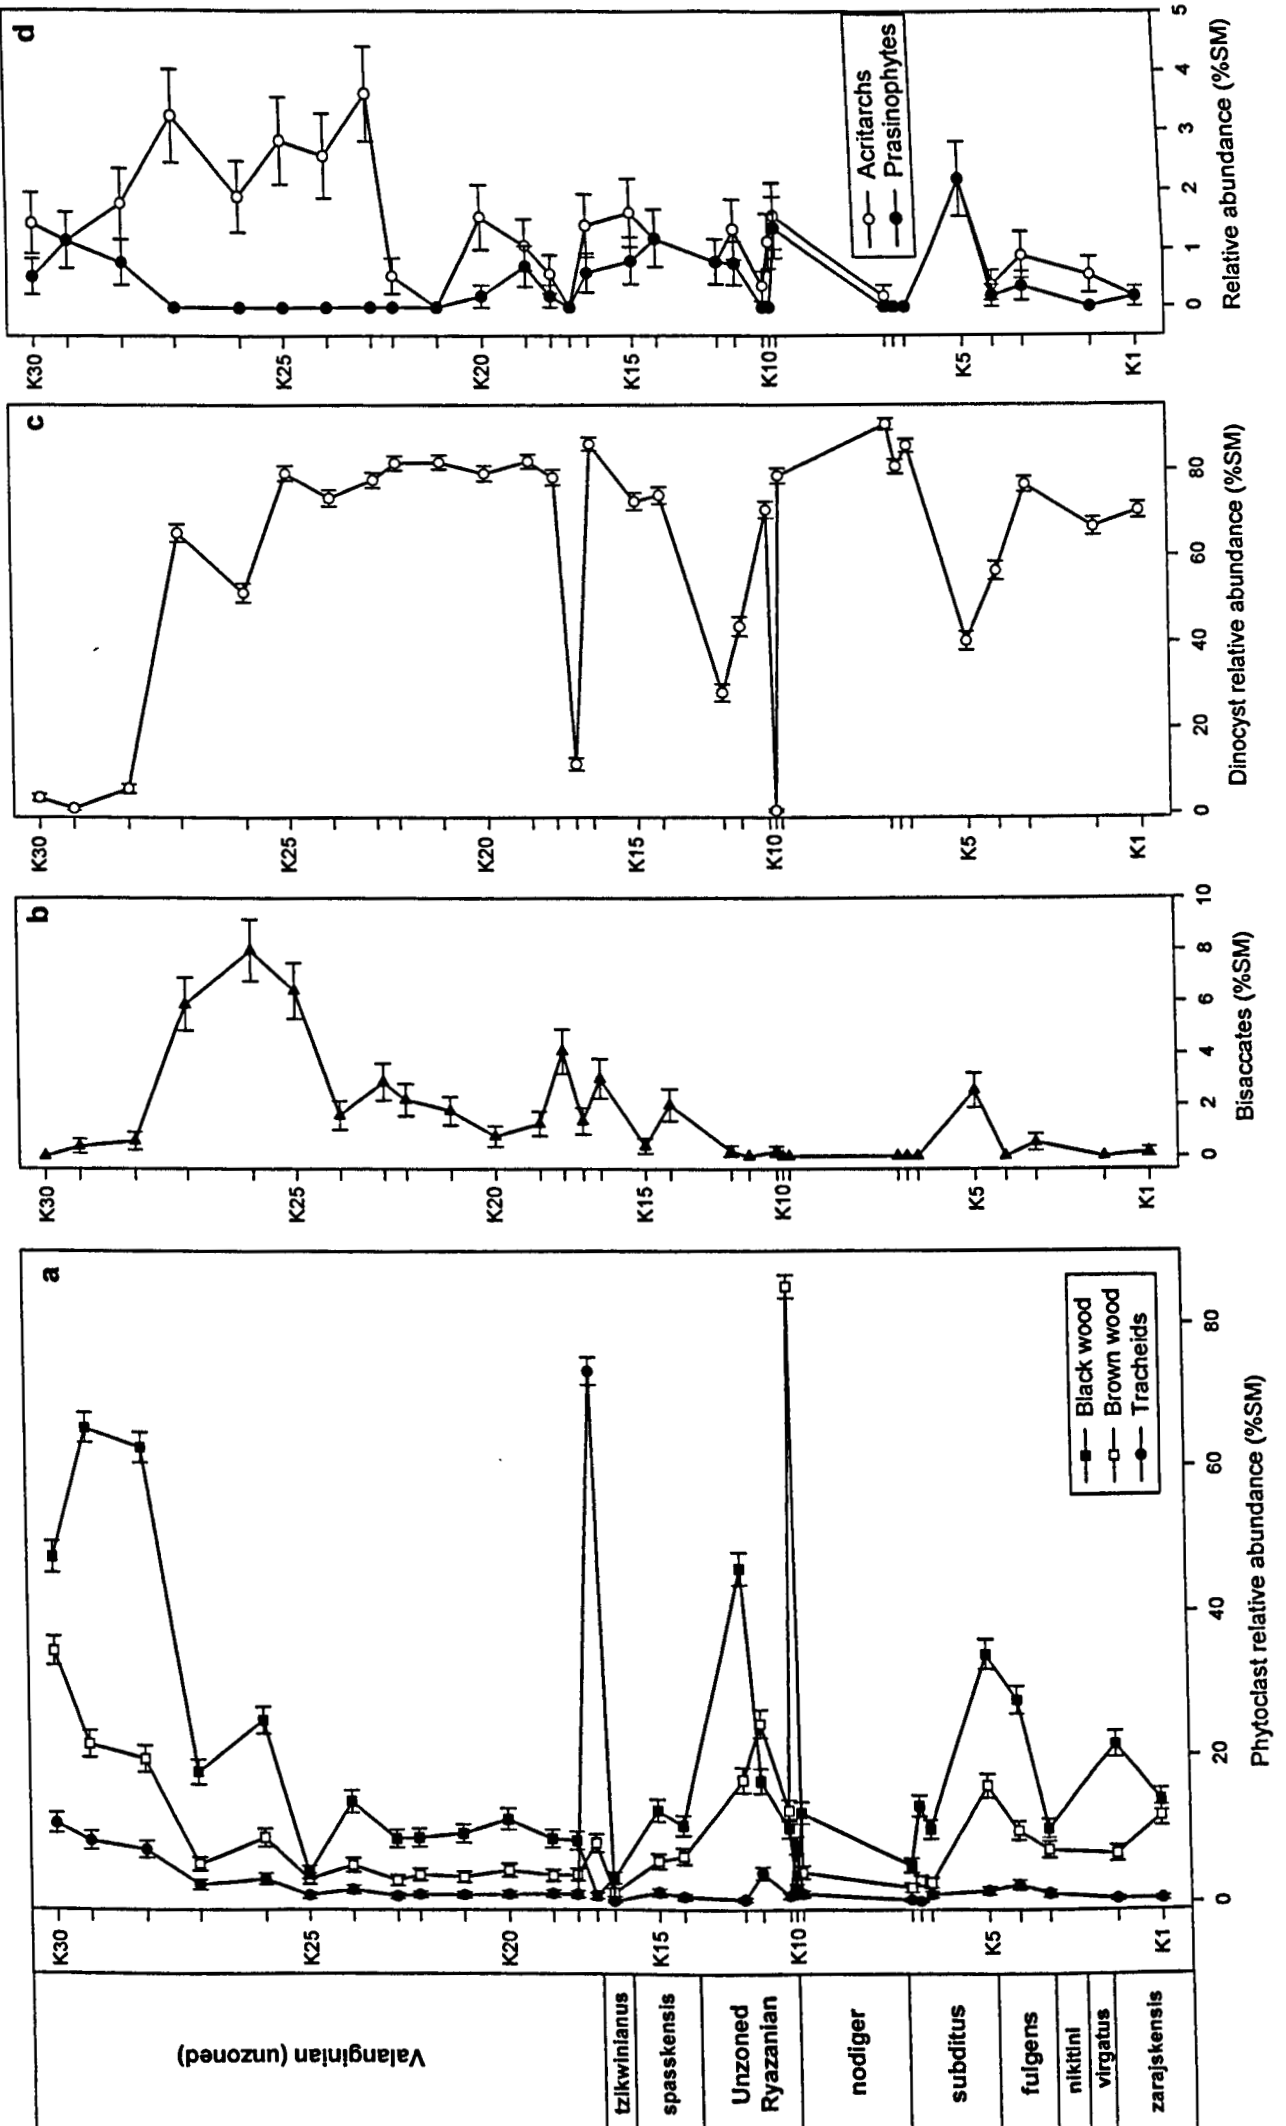 d
5
4
3
2
1
0
Relative abundance (%SM)
Acritarchs
Prasinophytes
K30
K25
K20
K15
K10
K5
K1
c
80
60
40
20
0
Dinocyst relative abundance (%SM)
K30
K25
K20
K15
K10
K5
K1
b
10
8
6
4
2
0
Bisaccates (%SM)
K30
K25
K20
K15
K10
K5
K1
a
80
60
40
20
0
Phytoclast relative abundance (%SM)
Black wood
Brown wood
Tracheids
K30
K25
K20
K15
K10
K5
K1
Valanginian (unzoned)
tzikwinianus
spasskensis
Unzoned
Ryazanian
nodiger
subditus
fulgens
nikitini
virgatus
zarajskensis